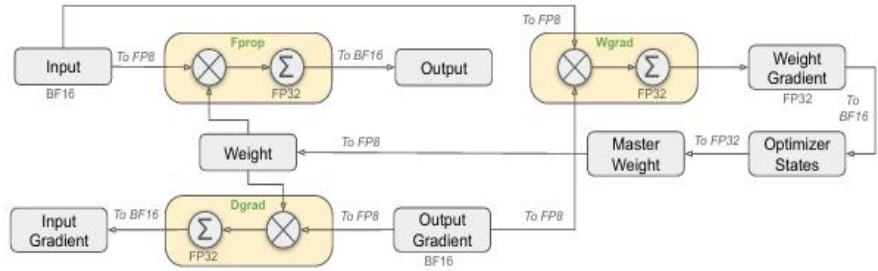 To FP8
Fprop
Wgrad
To FP8
To BF16
Input
Σ
Output
Σ
Weight
Gradient
BF16
FP32
FP32
FP32
To
BF16
Weight
To FP8
Master
Weight
To FP32
Optimizer
States
Input
Gradient
To BF16
Dgrad
Σ
FP32
To FP8
Output
Gradient
BF16
To FP8